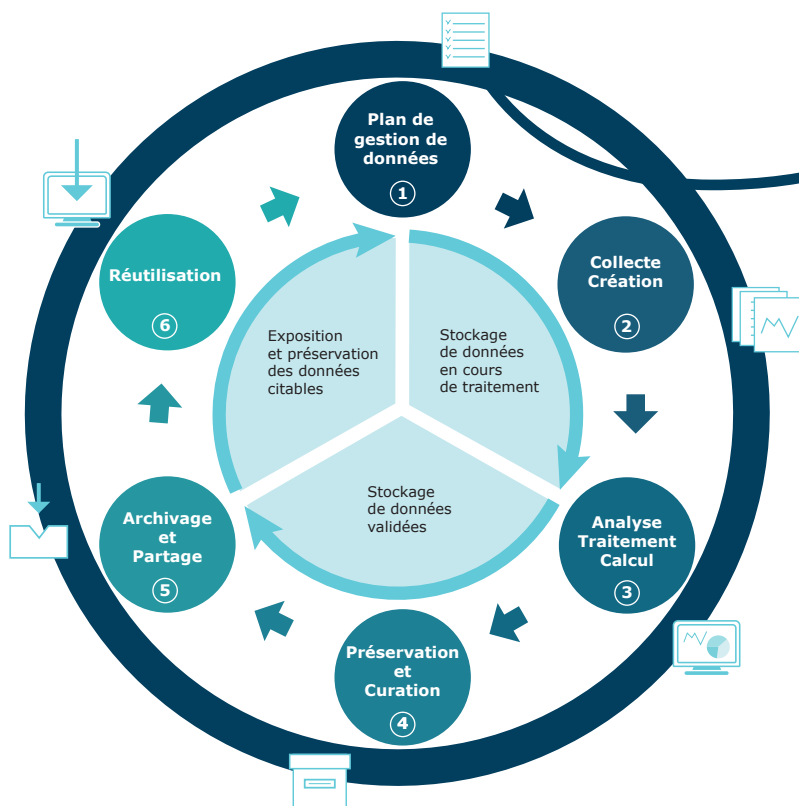 Plan de
gestion de
données
1
Collecte
Création
2
Analyse
Traitement
Calcul
3
Préservation
et
Curation
4
Archivage
et
Partage
5
Réutilisation
6
Exposition
et préservation
des données
citables
Stockage
de données
en cours
de traitement
Stockage
de données
validées